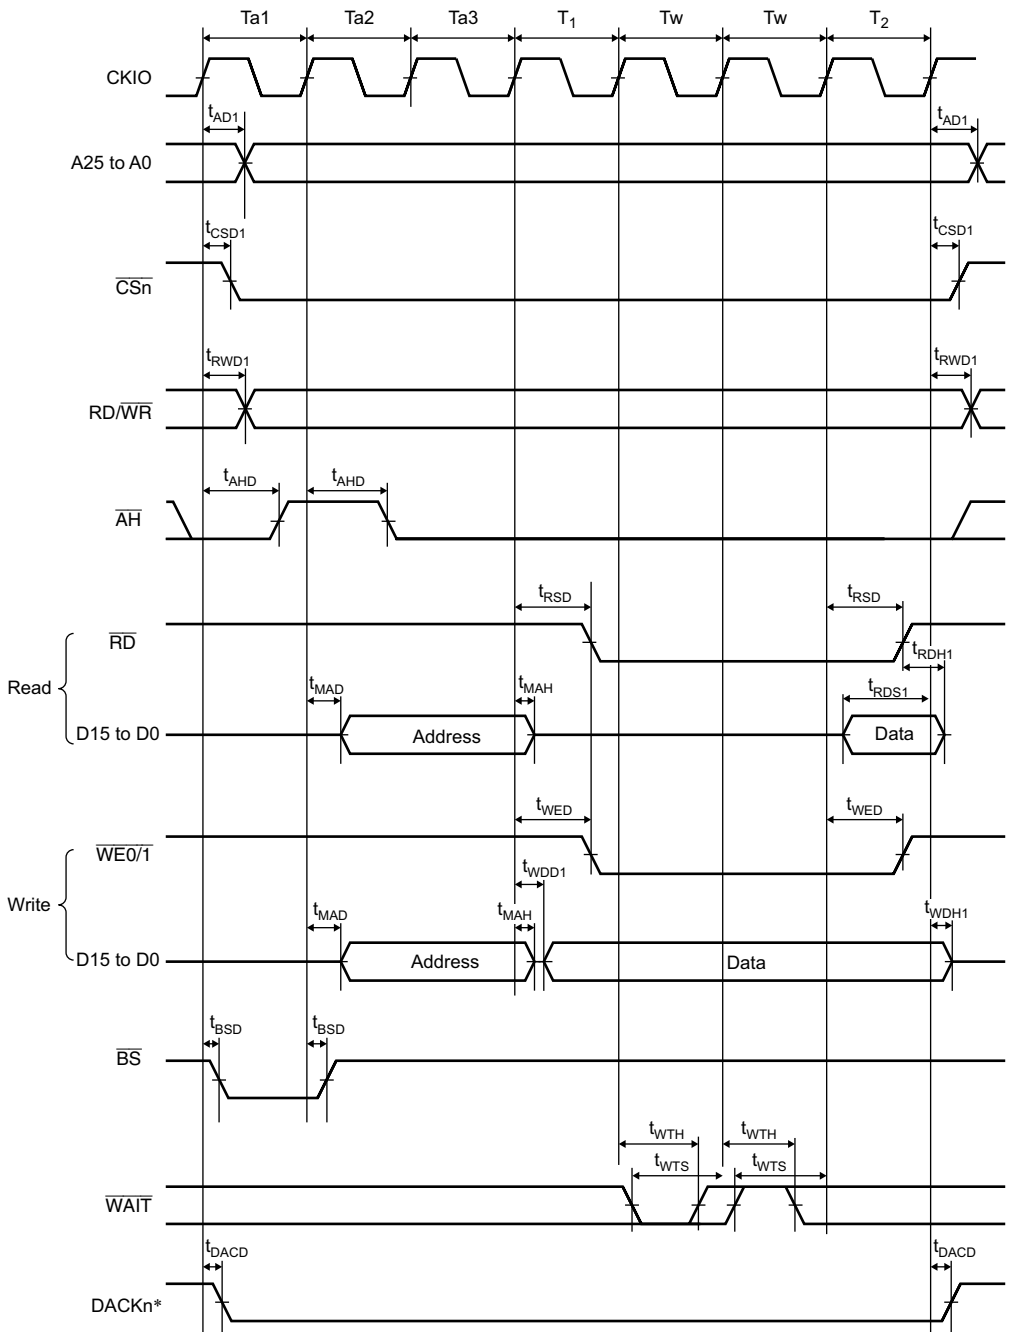 Ta1 Ta2 Ta3 T1 Tw Tw T2
CKIO
tAD1 tAD1
A25 to A0
tCSD1 tCSD1
CSn
tRWD1 tRWD1
RD/WR
tAHD tAHD
AH
tRSD tRSD
RD
tRDH1
Read
tMAD tMAH tRDS1
D15 to D0 Address Data
tWED tWED
WE0/1
tWDD1
Write
tMAD tMAH tWDH1
D15 to D0 Address Data
tBSD tBSD
BS
tWTH tWTH
tWTS tWTS
WAIT
tDACD tDACD
DACKn*